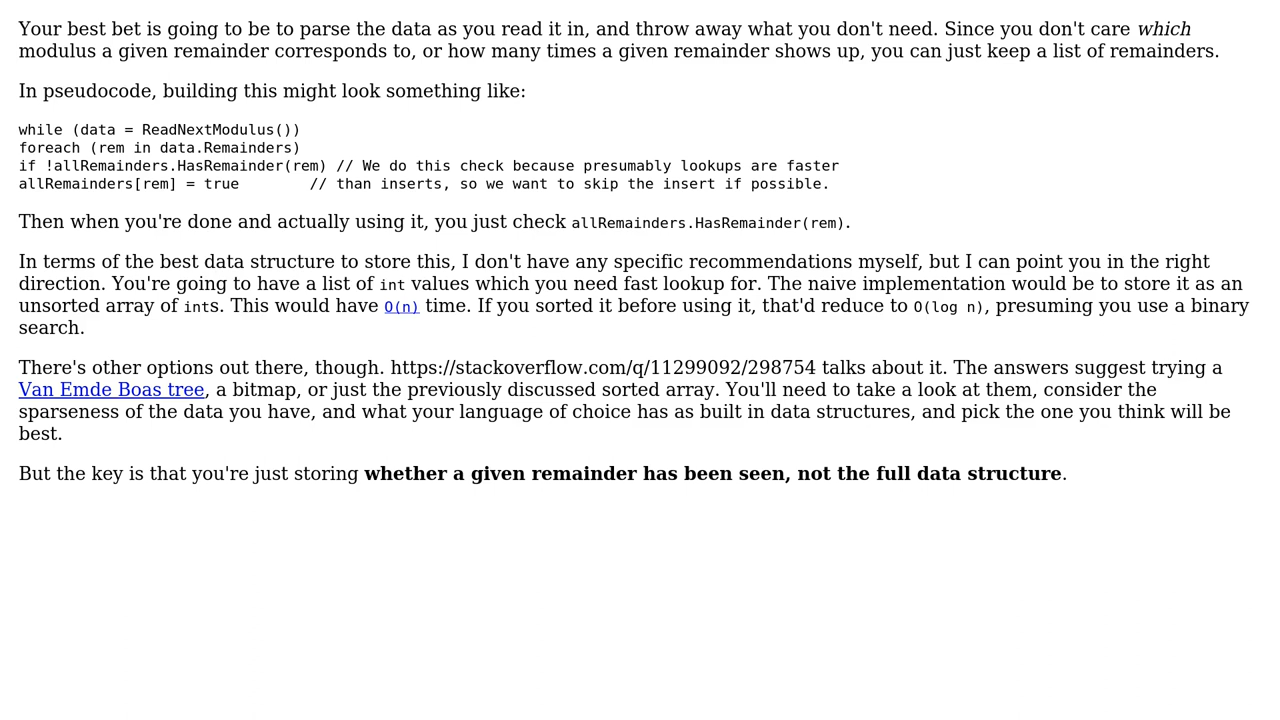 Your best bet is going to be to parse the data as you read it in, and throw away what you don't need. Since you don't care which
modulus a given remainder corresponds to, or how many times a given remainder shows up, you can just keep a list of remainders.
In pseudocode, building this might look something like:
while (data = ReadNextModulus())
foreach (rem in data.Remainders)
if !allRemainders.HasRemainder(rem) // We do this check because presumably lookups are faster
allRemainders[rem] = true        // than inserts, so we want to skip the insert if possible.
Then when you're done and actually using it, you just check allRemainders.HasRemainder(rem).
In terms of the best data structure to store this, I don't have any specific recommendations myself, but I can point you in the right
direction. You're going to have a list of int values which you need fast lookup for. The naive implementation would be to store it as an
unsorted array of ints. This would have O(n) time. If you sorted it before using it, that'd reduce to O(log n), presuming you use a binary
search.
There's other options out there, though. https://stackoverflow.com/q/11299092/298754 talks about it. The answers suggest trying a
Van Emde Boas tree, a bitmap, or just the previously discussed sorted array. You'll need to take a look at them, consider the
sparseness of the data you have, and what your language of choice has as built in data structures, and pick the one you think will be
best.
But the key is that you're just storing whether a given remainder has been seen, not the full data structure.